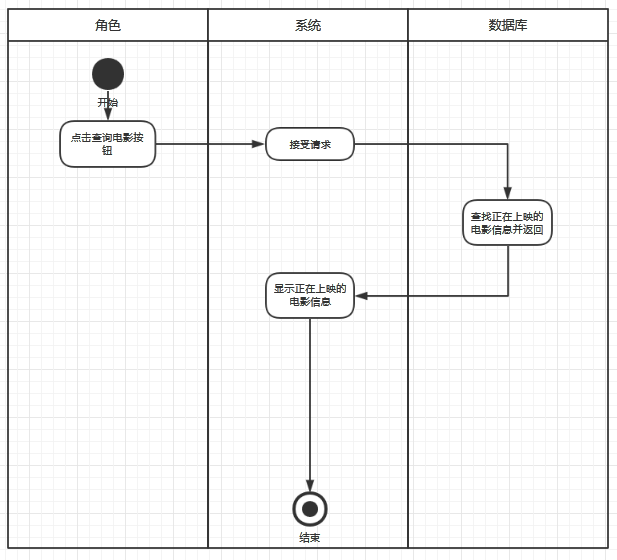 角色
系统
数据库
开始
点击查询电影按
钮
接受请求
查找正在上映的
电影信息并返回
显示正在上映的
电影信息
结束